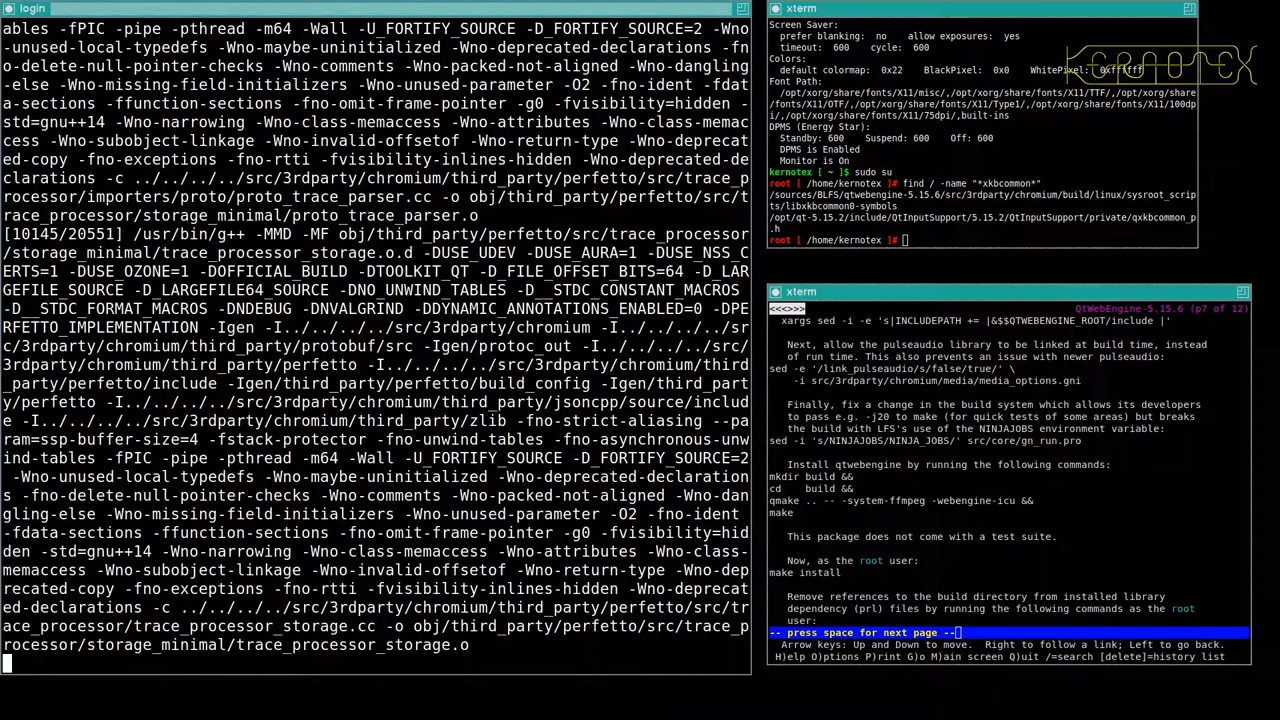 login
ables -fPIC -pipe -pthread -m64 -Wall -U_FORTIFY_SOURCE -D_FORTIFY_SOURCE=2 -Wno
-unused-local-typedefs -Wno-maybe-uninitialized -Wno-deprecated-declarations -fn
o-delete-null-pointer-checks -Wno-comments -Wno-packed-not-aligned -Wno-dangling
-else -Wno-missing-field-initializers -Wno-unused-parameter -O2 -fno-ident -fdat
a-sections -ffunction-sections -fno-omit-frame-pointer -g0 -fvisibility=hidden -
std=gnu++14 -Wno-narrowing -Wno-class-memaccess -Wno-attributes -Wno-class-memac
cess -Wno-subobject-linkage -Wno-invalid-offsetof -Wno-return-type -Wno-deprecat
ed-copy -fno-exceptions -fno-rtti -fvisibility-inlines-hidden -Wno-deprecated-de
clarations -c ../../../../src/3rdparty/chromium/third_party/perfetto/src/trace_p
rocessor/importers/proto/proto_trace_parser.cc -o obj/third_party/perfetto/src/t
race_processor/storage_minimal/proto_trace_parser.o
[10145/20551] /usr/bin/g++ -MMD -MF obj/third_party/perfetto/src/trace_processor
/storage_minimal/trace_processor_storage.o.d -DUSE_UDEV -DUSE_AURA=1 -DUSE_NSS_C
ERTS=1 -DUSE_OZONE=1 -DOFFICIAL_BUILD -DTOOLKIT_QT -D_FILE_OFFSET_BITS=64 -D_LAR
GEFILE_SOURCE -D_LARGEFILE64_SOURCE -DNO_UNWIND_TABLES -D__STDC_CONSTANT_MACROS 
-D__STDC_FORMAT_MACROS -DNDEBUG -DNVALGRIND -DDYNAMIC_ANNOTATIONS_ENABLED=0 -DPE
RFETTO_IMPLEMENTATION -Igen -I../../../../src/3rdparty/chromium -I../../../../sr
c/3rdparty/chromium/third_party/protobuf/src -Igen/protoc_out -I../../../../src/
3rdparty/chromium/third_party/perfetto -I../../../../src/3rdparty/chromium/third
_party/perfetto/include -Igen/third_party/perfetto/build_config -Igen/third_part
y/perfetto -I../../../../src/3rdparty/chromium/third_party/jsoncpp/source/includ
e -I../../../../src/3rdparty/chromium/third_party/zlib -fno-strict-aliasing --pa
ram=ssp-buffer-size=4 -fstack-protector -fno-unwind-tables -fno-asynchronous-unw
ind-tables -fPIC -pipe -pthread -m64 -Wall -U_FORTIFY_SOURCE -D_FORTIFY_SOURCE=2
 -Wno-unused-local-typedefs -Wno-maybe-uninitialized -Wno-deprecated-declaration
s -fno-delete-null-pointer-checks -Wno-comments -Wno-packed-not-aligned -Wno-dan
gling-else -Wno-missing-field-initializers -Wno-unused-parameter -O2 -fno-ident 
-fdata-sections -ffunction-sections -fno-omit-frame-pointer -g0 -fvisibility=hid
den -std=gnu++14 -Wno-narrowing -Wno-class-memaccess -Wno-attributes -Wno-class-
memaccess -Wno-subobject-linkage -Wno-invalid-offsetof -Wno-return-type -Wno-dep
recated-copy -fno-exceptions -fno-rtti -fvisibility-inlines-hidden -Wno-deprecat
ed-declarations -c ../../../../src/3rdparty/chromium/third_party/perfetto/src/tr
ace_processor/trace_processor_storage.cc -o obj/third_party/perfetto/src/trace_p
rocessor/storage_minimal/trace_processor_storage.o
xterm
Screen Saver:
prefer blanking:  no    allow exposures:  yes
timeout:  600    cycle:  600
Colors:
default colormap: 0x22    BlackPixel: 0x0    WhitePixel: 0xffffff
KERNOTEX
Font Path:
/opt/xorg/share/fonts/X11/misc/,/opt/xorg/share/fonts/X11/TTF/,/opt/xorg/share/
fonts/X11/OTF/,/opt/xorg/share/fonts/X11/Type1/,/opt/xorg/share/fonts/X11/100dp
i/,/opt/xorg/share/fonts/X11/75dpi/,built-ins
DPMS (Energy Star):
Standby: 600    Suspend: 600    Off: 600
DPMS is Enabled
Monitor is On
kernotex [ ~ ]$ sudo su
root [ /home/kernotex ]# find / -name "*xkbcommon*"
/sources/BLFS/qtwebengine-5.15.6/src/3rdparty/chromium/build/linux/sysroot_scrip
ts/libxkbcommon0-symbols
/opt/qt-5.15.2/include/QtInputSupport/5.15.2/QtInputSupport/private/qxkbcommon_p
.h
root [ /home/kernotex ]#
xterm
<<<>>> QtWebEngine-5.15.6 (p7 of 12)
xargs sed -i -e 's|INCLUDEPATH += |&$$QTWEBENGINE_ROOT/include |'
Next, allow the pulseaudio library to be linked at build time, instead
of run time. This also prevents an issue with newer pulseaudio:
sed -e '/link_pulseaudio/s/false/true/' \
-i src/3rdparty/chromium/media/media_options.gni
Finally, fix a change in the build system which allows its developers
to pass e.g. -j20 to make (for quick tests of some areas) but breaks
the build with LFS's use of the NINJAJOBS environment variable:
sed -i 's/NINJAJOBS/NINJA_JOBS/' src/core/gn_run.pro
Install qtwebengine by running the following commands:
mkdir build &&
cd    build &&
qmake .. -- -system-ffmpeg -webengine-icu &&
make
This package does not come with a test suite.
Now, as the root user:
make install
Remove references to the build directory from installed library
dependency (prl) files by running the following commands as the root
user:
-- press space for next page --
Arrow keys: Up and Down to move.  Right to follow a link; Left to go back.
H)elp O)ptions P)rint G)o M)ain screen Q)uit /=search [delete]=history list